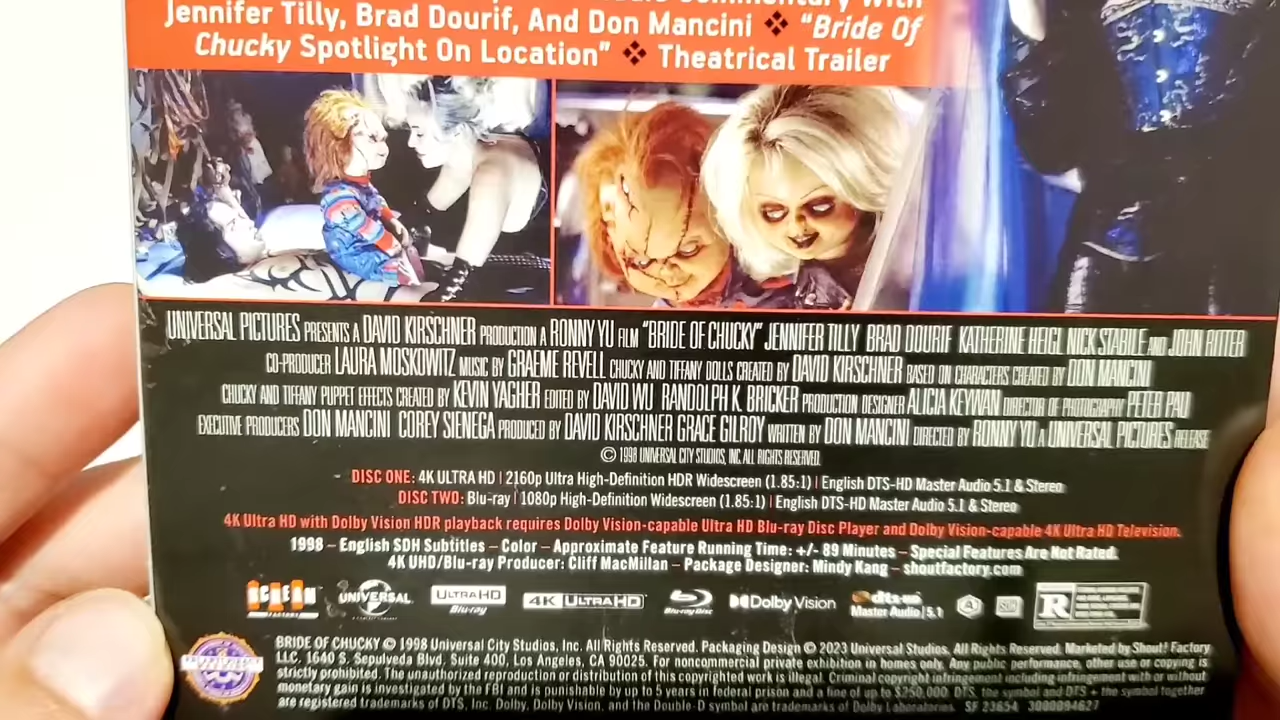 Commentary With
Jennifer Tilly, Brad Dourif, And Don Mancini ❖ "Bride Of
Chucky Spotlight On Location" ❖ Theatrical Trailer
UNIVERSAL PICTURES PRESENTS A DAVID KIRSCHNER PRODUCTION A RONNY YU FILM "BRIDE OF CHUCKY" JENNIFER TILLY BRAD DOURIF KATHERINE HEIGL NICK STABILE AND JOHN RITTER
CO-PRODUCER LAURA MOSKOWITZ MUSIC BY GRAEME REVELL CHUCKY AND TIFFANY DOLLS CREATED BY DAVID KIRSCHNER BASED ON CHARACTERS CREATED BY DON MANCINI
CHUCKY AND TIFFANY PUPPET EFFECTS CREATED BY KEVIN YAGHER EDITED BY DAVID WU RANDOLPH K. BRICKER PRODUCTION DESIGNER ALICIA KEYWAN DIRECTOR OF PHOTOGRAPHY PETER PAU
EXECUTIVE PRODUCERS DON MANCINI COREY SIENEGA PRODUCED BY DAVID KIRSCHNER GRACE GILROY WRITTEN BY DON MANCINI DIRECTED BY RONNY YU A UNIVERSAL PICTURES RELEASE
© 1998 UNIVERSAL CITY STUDIOS, INC. ALL RIGHTS RESERVED.
DISC ONE: 4K ULTRA HD | 2160p Ultra High-Definition HDR Widescreen (1.85:1) | English DTS-HD Master Audio 5.1 & Stereo
DISC TWO: Blu-ray | 1080p High-Definition Widescreen (1.85:1) | English DTS-HD Master Audio 5.1 & Stereo
4K Ultra HD with Dolby Vision HDR playback requires Dolby Vision-capable Ultra HD Blu-ray Disc Player and Dolby Vision-capable 4K Ultra HD Television.
1998 – English SDH Subtitles – Color – Approximate Feature Running Time: +/- 89 Minutes – Special Features Are Not Rated.
4K UHD/Blu-ray Producer: Cliff MacMillan – Package Designer: Mindy Kang – shoutfactory.com
SCREAM FACTORY UNIVERSAL ULTRA HD Blu-ray 4K ULTRA HD Blu-ray Disc Dolby VISION dts-HD Master Audio | 5.1 R
BRIDE OF CHUCKY © 1998 Universal City Studios, Inc. All Rights Reserved. Packaging Design © 2023 Universal Studios. All Rights Reserved. Marketed by Shout! Factory
LLC, 1640 S. Sepulveda Blvd, Suite 400, Los Angeles, CA 90025. For noncommercial private exhibition in homes only. Any public performance, other use or copying is
strictly prohibited. The unauthorized reproduction or distribution of this copyrighted work is illegal. Criminal copyright infringement including infringement with or without
monetary gain is investigated by the FBI and is punishable by up to 5 years in federal prison and a fine of up to $250,000. DTS, the symbol and DTS + the symbol together
are registered trademarks of DTS, Inc. Dolby, Dolby Vision, and the Double-D symbol are trademarks of Dolby Laboratories. SF 23654 3000094627